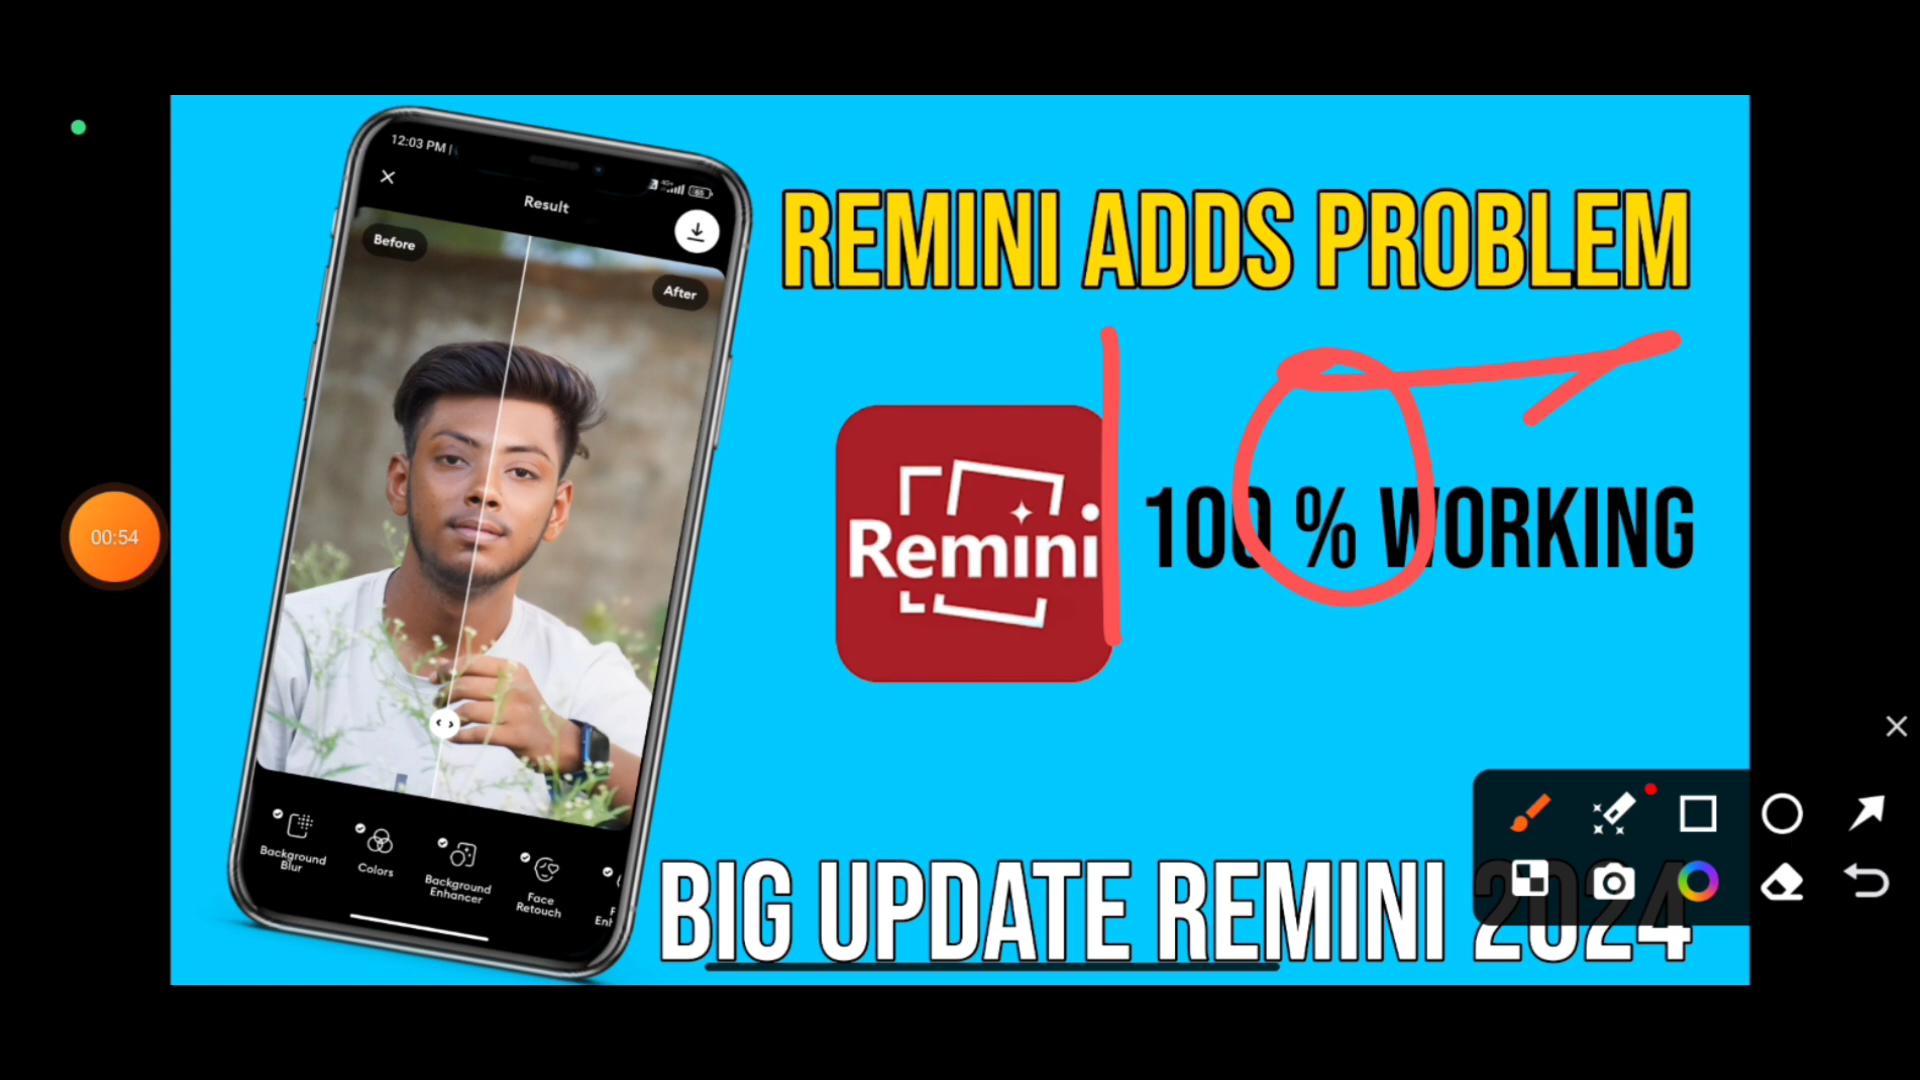 12:03 PM
Result
Before
After
REMINI ADDS PROBLEM
Remini
100 % WORKING
00:54
Background
Blur
Colors
Background
Enhancer
Face
Retouch
BIG UPDATE REMINI 2024